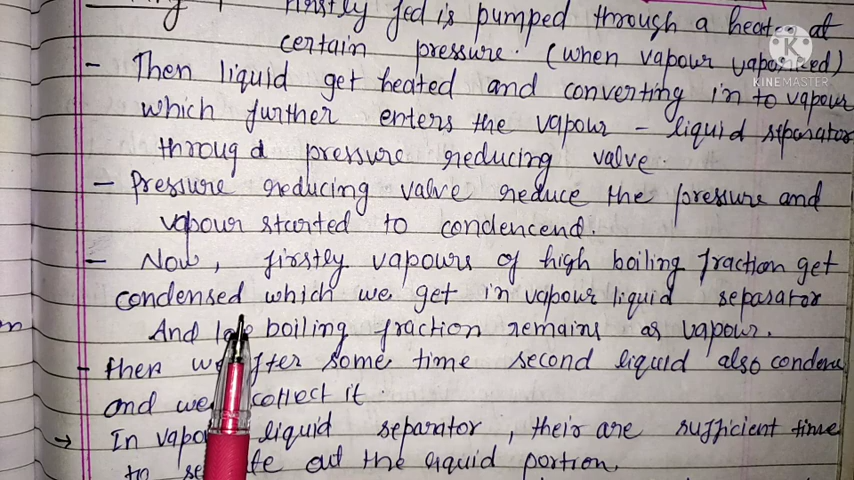 Firstly fed is pumped through a heater at
certain pressure. (when vapour vaporized)
KINEMASTER
- Then liquid get heated and converting in to vapour
which further enters the vapour - liquid separator
throug d pressure reducing valve.
- Pressure reducing valve reduce the pressure and
vapour started to condencend.
- Now, firstly vapours of high boiling fraction get
condensed which we get in vapour liquid separator
And boiling fraction remains as vapour.
- then some time second liquid also
and we collect it.
→ In liquid separator, their are sufficient time
to out the liquid portion.